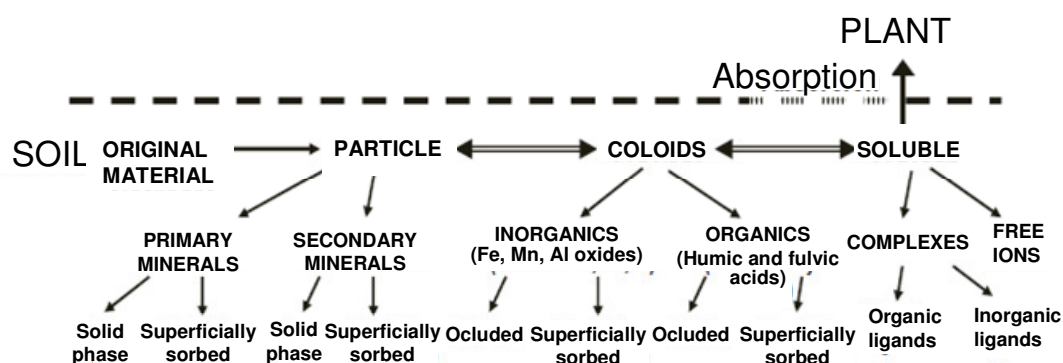 PLANT
Absorption
SOIL ORIGINAL MATERIAL PARTICLE COLOIDS SOLUBLE
PRIMARY MINERALS
SECONDARY MINERALS
INORGANICS
(Fe, Mn, Al oxides)
ORGANICS
(Humic and fulvic
acids)
COMPLEXES
FREE
IONS
Solid
phase
Superficially
sorbed
Solid
phase
Superficially
sorbed
Ocluded
Superficially
sorbed
Ocluded
Superficially
sorbed
Organic
ligands
Inorganic
ligands